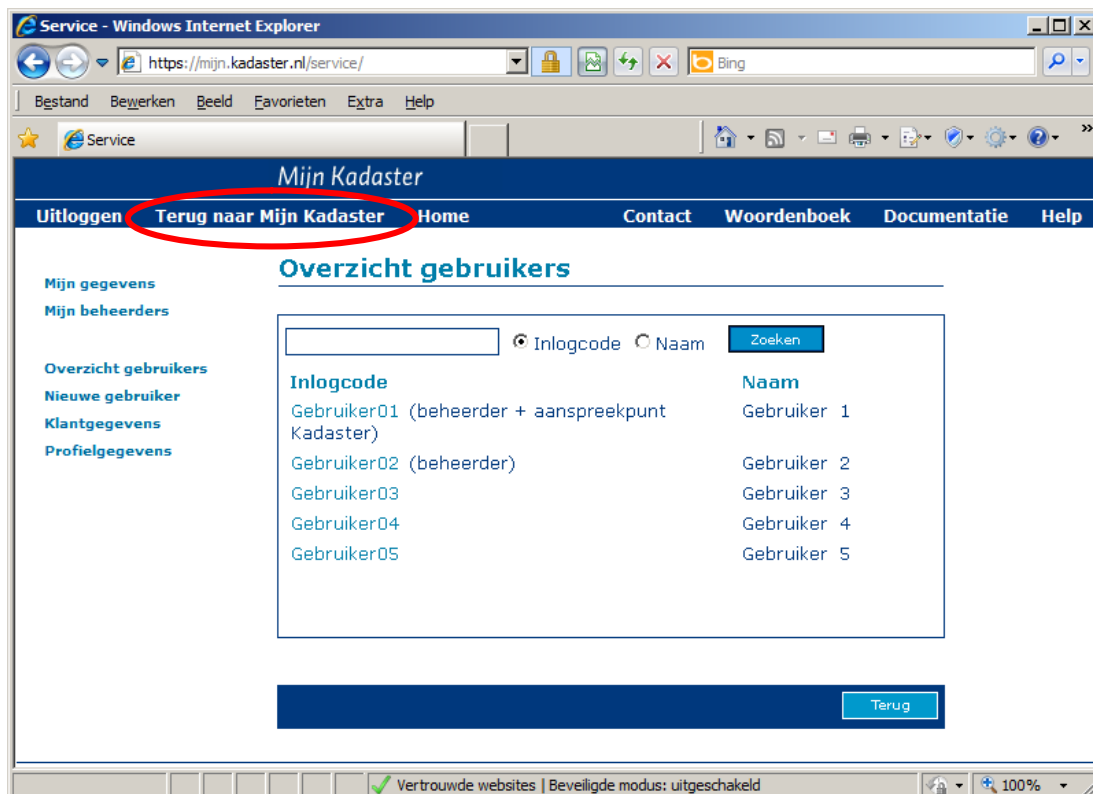 Service - Windows Internet Explorer
https://mijn.kadaster.nl/service/
Bing
Bestand Bewerken Beeld Favorieten Extra Help
Service
Mijn Kadaster
Uitloggen Terug naar Mijn Kadaster Home Contact Woordenboek Documentatie Help
Overzicht gebruikers
Mijn gegevens
Mijn beheerders
Overzicht gebruikers
Nieuwe gebruiker
Klantgegevens
Profielgegevens
Inlogcode Naam Zoeken
Inlogcode Naam
Gebruiker01 (beheerder + aanspreekpunt Kadaster) Gebruiker 1
Gebruiker02 (beheerder) Gebruiker 2
Gebruiker03 Gebruiker 3
Gebruiker04 Gebruiker 4
Gebruiker05 Gebruiker 5
Terug
Vertrouwde websites | Beveiligde modus: uitgeschakeld 100%